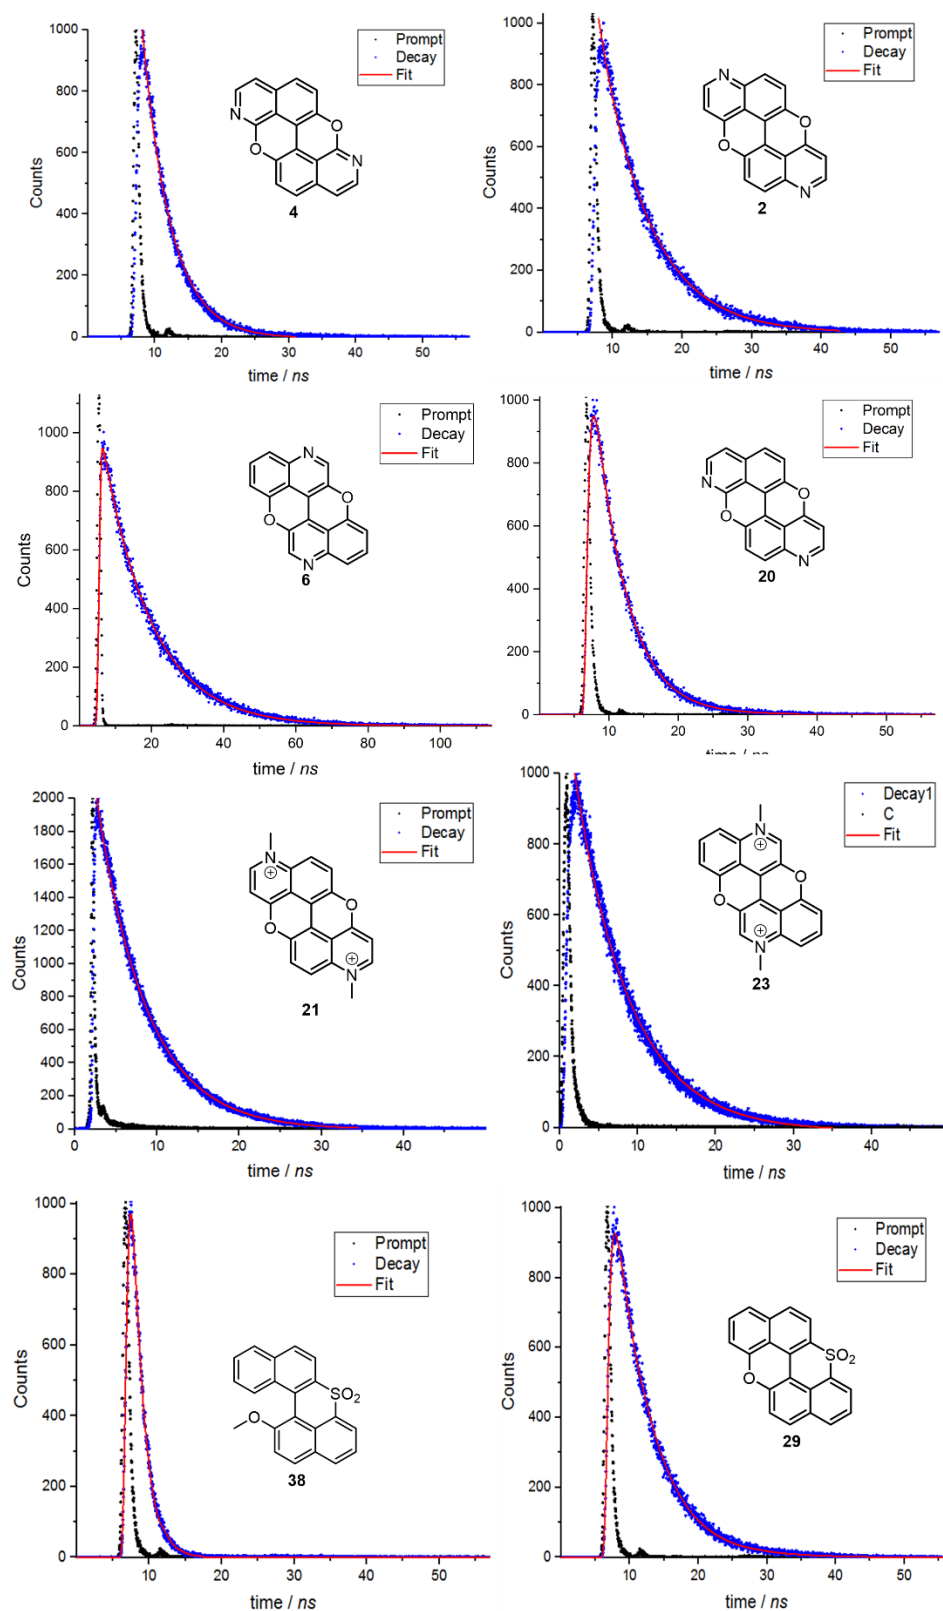 1000
800
600
400
200
0
Counts
Prompt
Decay
Fit
N
O
O
N
4
10
20
30
40
50
time / ns
1000
800
600
400
200
0
Counts
Prompt
Decay
Fit
N
O
O
N
2
10
20
30
40
50
time / ns
1000
800
600
400
200
0
Counts
Prompt
Decay
Fit
N
O
O
N
6
20
40
60
80
100
time / ns
1000
800
600
400
200
0
Counts
Prompt
Decay
Fit
N
O
O
N
20
10
20
30
40
50
time / ns
2000
1800
1600
1400
1200
1000
800
600
400
200
0
Counts
Prompt
Decay
Fit
N
+
O
O
+
N
21
0
10
20
30
40
time / ns
1000
800
600
400
200
0
Counts
Decay1
C
Fit
N
+
O
O
+
N
23
0
10
20
30
40
time / ns
1000
800
600
400
200
0
Counts
Prompt
Decay
Fit
SO2
O
38
10
20
30
40
50
time / ns
1000
800
600
400
200
0
Counts
Prompt
Decay
Fit
SO2
O
29
10
20
30
40
50
time / ns